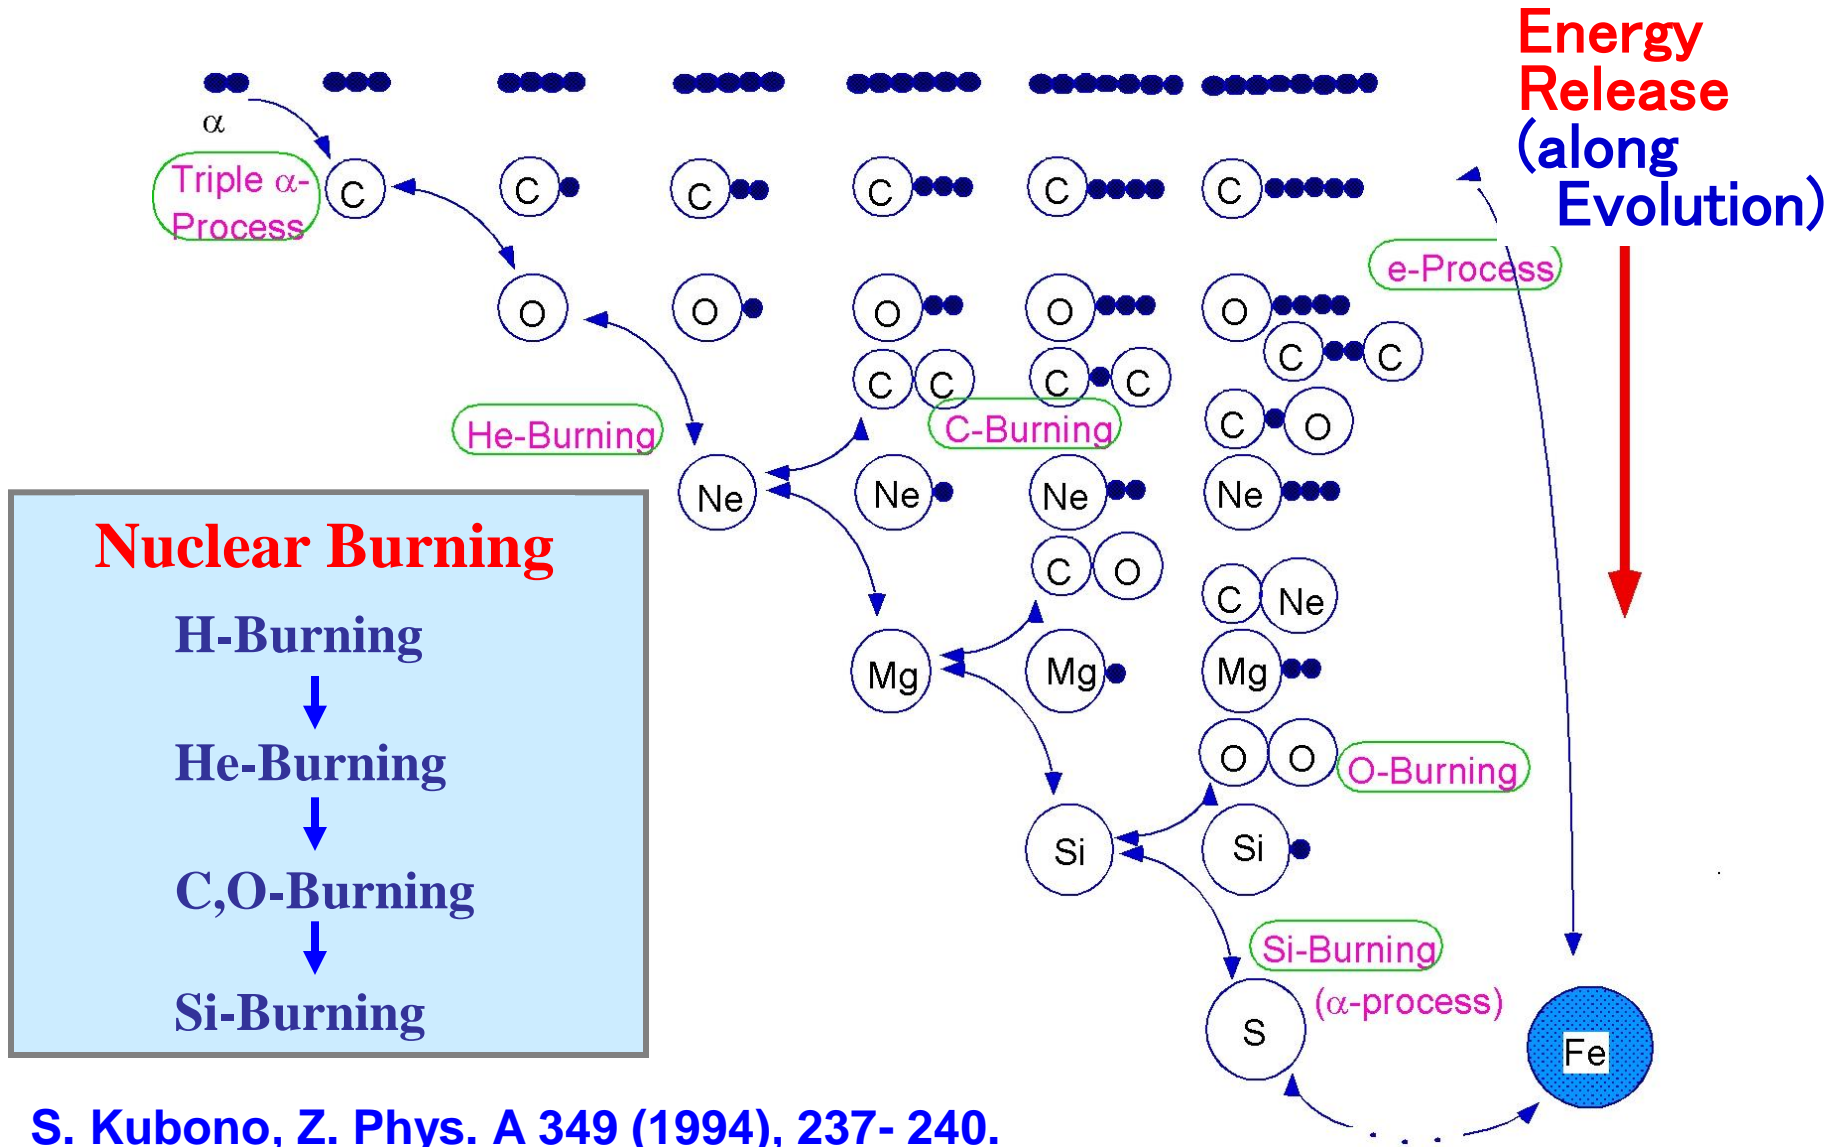 Energy
Release
(along
Evolution)
α
Triple α-
Process
C
C
C
C
C
C
e-Process
O
O
O
O
O
C C
C C
C C
C O
He-Burning
C-Burning
Ne
Ne
Ne
Ne
C O
C Ne
Mg
Mg
Mg
O O
O-Burning
Si
Si
Si-Burning
(α-process)
S
Fe
Nuclear Burning
H-Burning
He-Burning
C,O-Burning
Si-Burning
S. Kubono, Z. Phys. A 349 (1994), 237- 240.